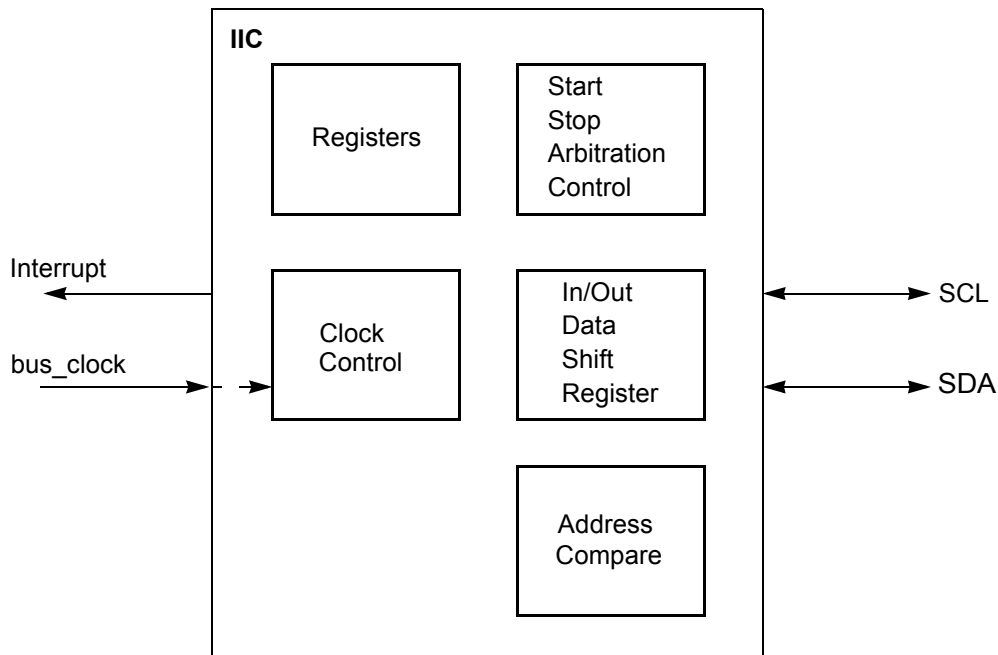 IIC
Registers
Start
Stop
Arbitration
Control
Interrupt
bus_clock
Clock
Control
In/Out
Data
Shift
Register
SCL
SDA
Address
Compare